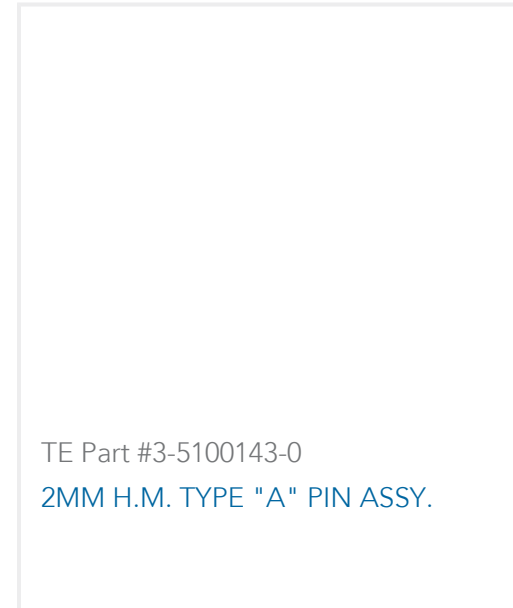 TE Part #3-5100143-0
2MM H.M. TYPE "A" PIN ASSY.